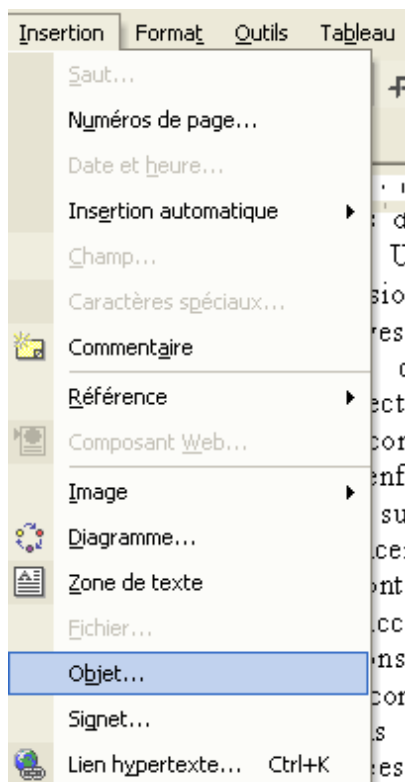 Insertion Format Outils Tableau
Saut...
Numéros de page...
Date et heure...
Insertion automatique
Champ...
Caractères spéciaux...
Commentaire
Référence
Composant Web...
Image
Diagramme...
Zone de texte
Fichier...
Objet...
Signet...
Lien hypertexte... Ctrl+K